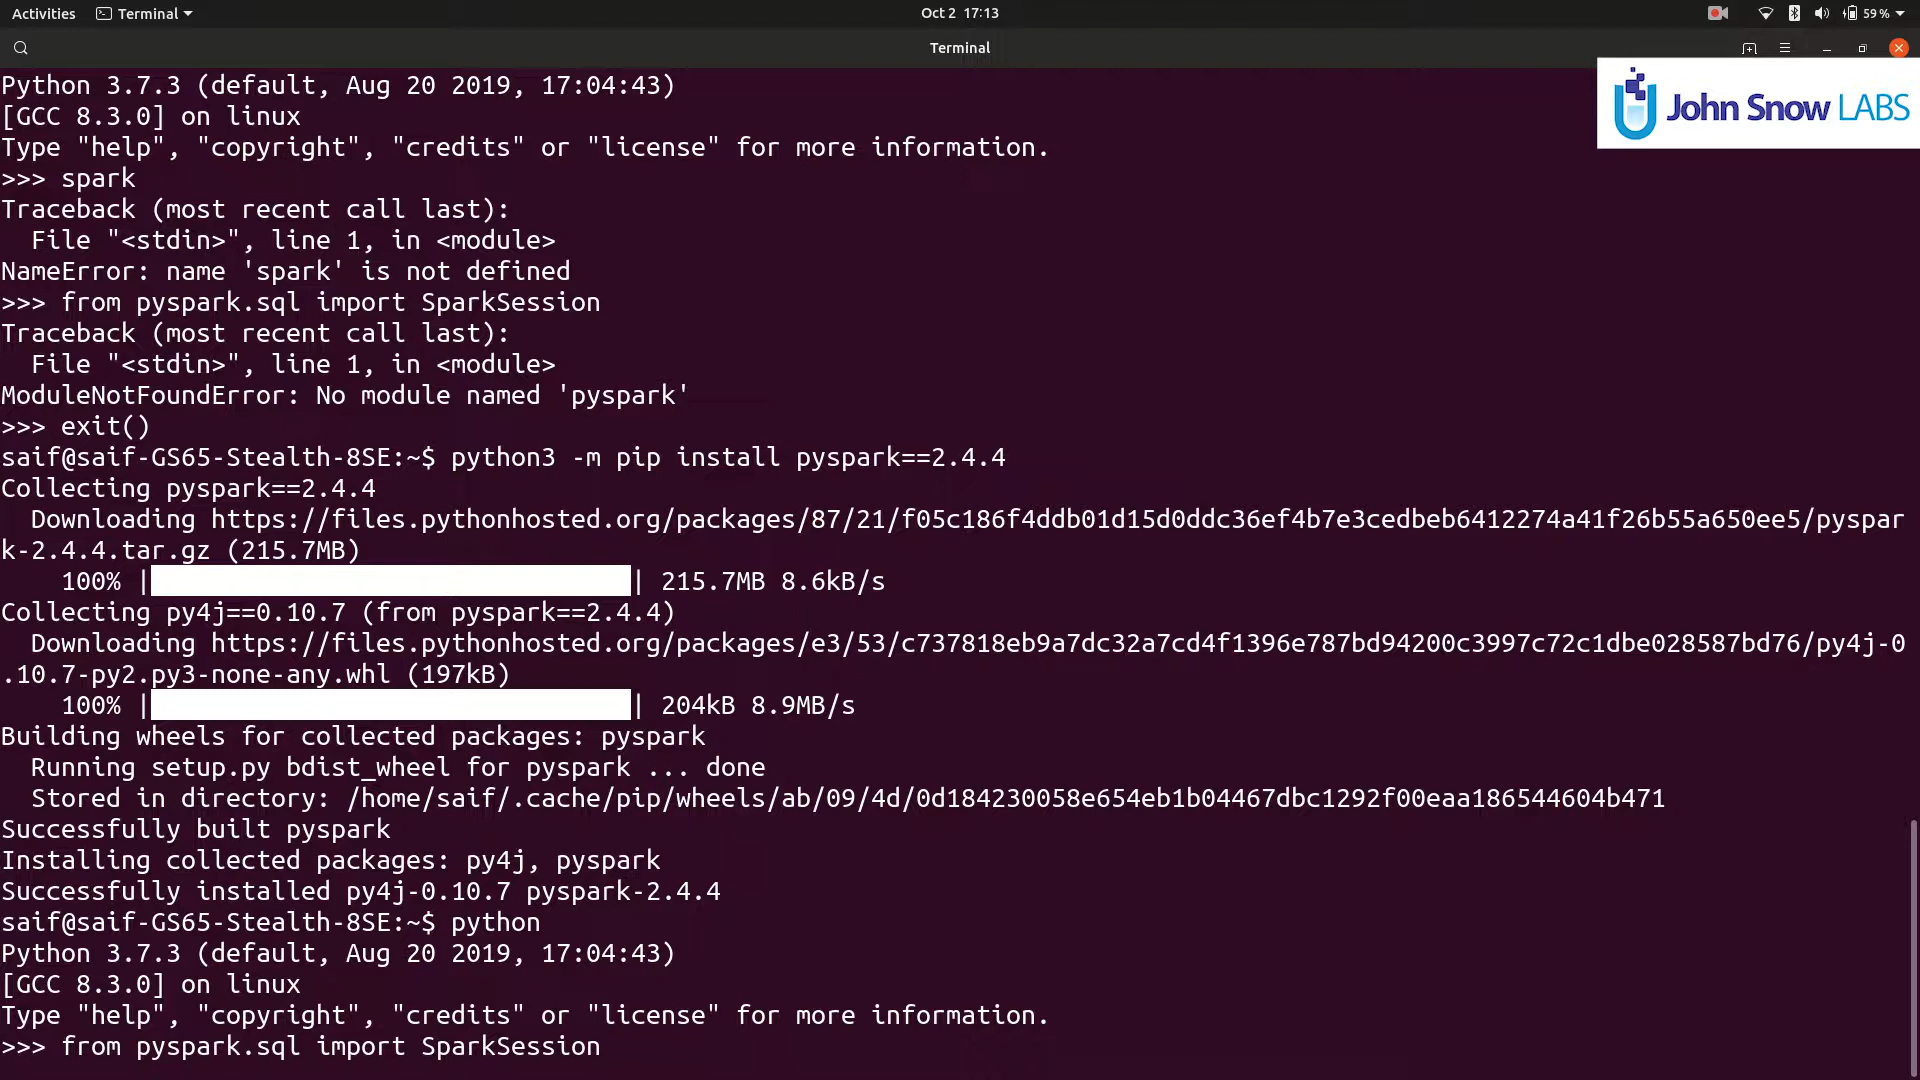 Activities Terminal Oct 2 17:13 59 %
Terminal
John Snow LABS
Python 3.7.3 (default, Aug 20 2019, 17:04:43)
[GCC 8.3.0] on linux
Type "help", "copyright", "credits" or "license" for more information.
>>> spark
Traceback (most recent call last):
  File "<stdin>", line 1, in <module>
NameError: name 'spark' is not defined
>>> from pyspark.sql import SparkSession
Traceback (most recent call last):
  File "<stdin>", line 1, in <module>
ModuleNotFoundError: No module named 'pyspark'
>>> exit()
saif@saif-GS65-Stealth-8SE:~$ python3 -m pip install pyspark==2.4.4
Collecting pyspark==2.4.4
  Downloading https://files.pythonhosted.org/packages/87/21/f05c186f4ddb01d15d0ddc36ef4b7e3cedbeb6412274a41f26b55a650ee5/pyspar
k-2.4.4.tar.gz (215.7MB)
    100% || 215.7MB 8.6kB/s
Collecting py4j==0.10.7 (from pyspark==2.4.4)
  Downloading https://files.pythonhosted.org/packages/e3/53/c737818eb9a7dc32a7cd4f1396e787bd94200c3997c72c1dbe028587bd76/py4j-0
.10.7-py2.py3-none-any.whl (197kB)
    100% || 204kB 8.9MB/s
Building wheels for collected packages: pyspark
  Running setup.py bdist_wheel for pyspark ... done
  Stored in directory: /home/saif/.cache/pip/wheels/ab/09/4d/0d184230058e654eb1b04467dbc1292f00eaa186544604b471
Successfully built pyspark
Installing collected packages: py4j, pyspark
Successfully installed py4j-0.10.7 pyspark-2.4.4
saif@saif-GS65-Stealth-8SE:~$ python
Python 3.7.3 (default, Aug 20 2019, 17:04:43)
[GCC 8.3.0] on linux
Type "help", "copyright", "credits" or "license" for more information.
>>> from pyspark.sql import SparkSession